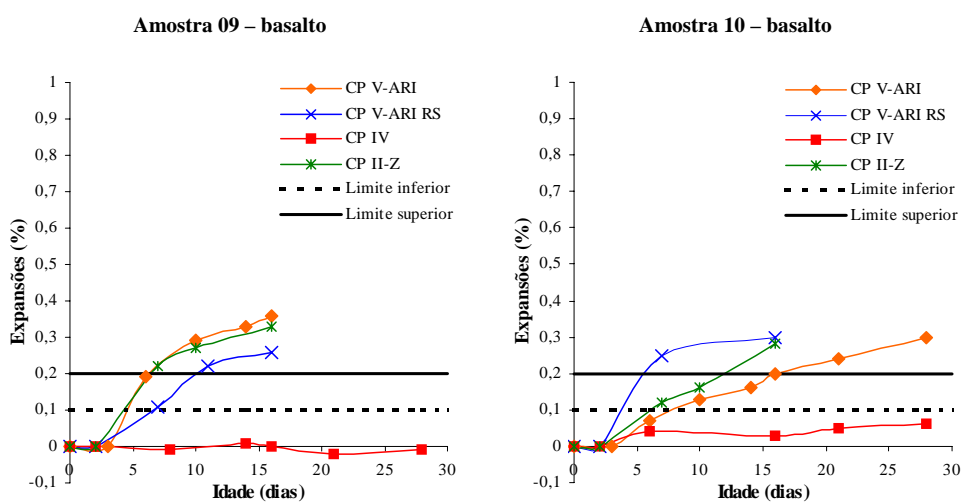 Amostra 09 – basalto
Expansões (%)
1
0,9
0,8
0,7
0,6
0,5
0,4
0,3
0,2
0,1
0
-0,1
CP V-ARI
CP V-ARI RS
CP IV
CP II-Z
Limite inferior
Limite superior
0
5
10
15
20
25
30
Idade (dias)
Amostra 10 – basalto
Expansões (%)
1
0,9
0,8
0,7
0,6
0,5
0,4
0,3
0,2
0,1
0
-0,1
CP V-ARI
CP V-ARI RS
CP IV
CP II-Z
Limite inferior
Limite superior
0
5
10
15
20
25
30
Idade (dias)